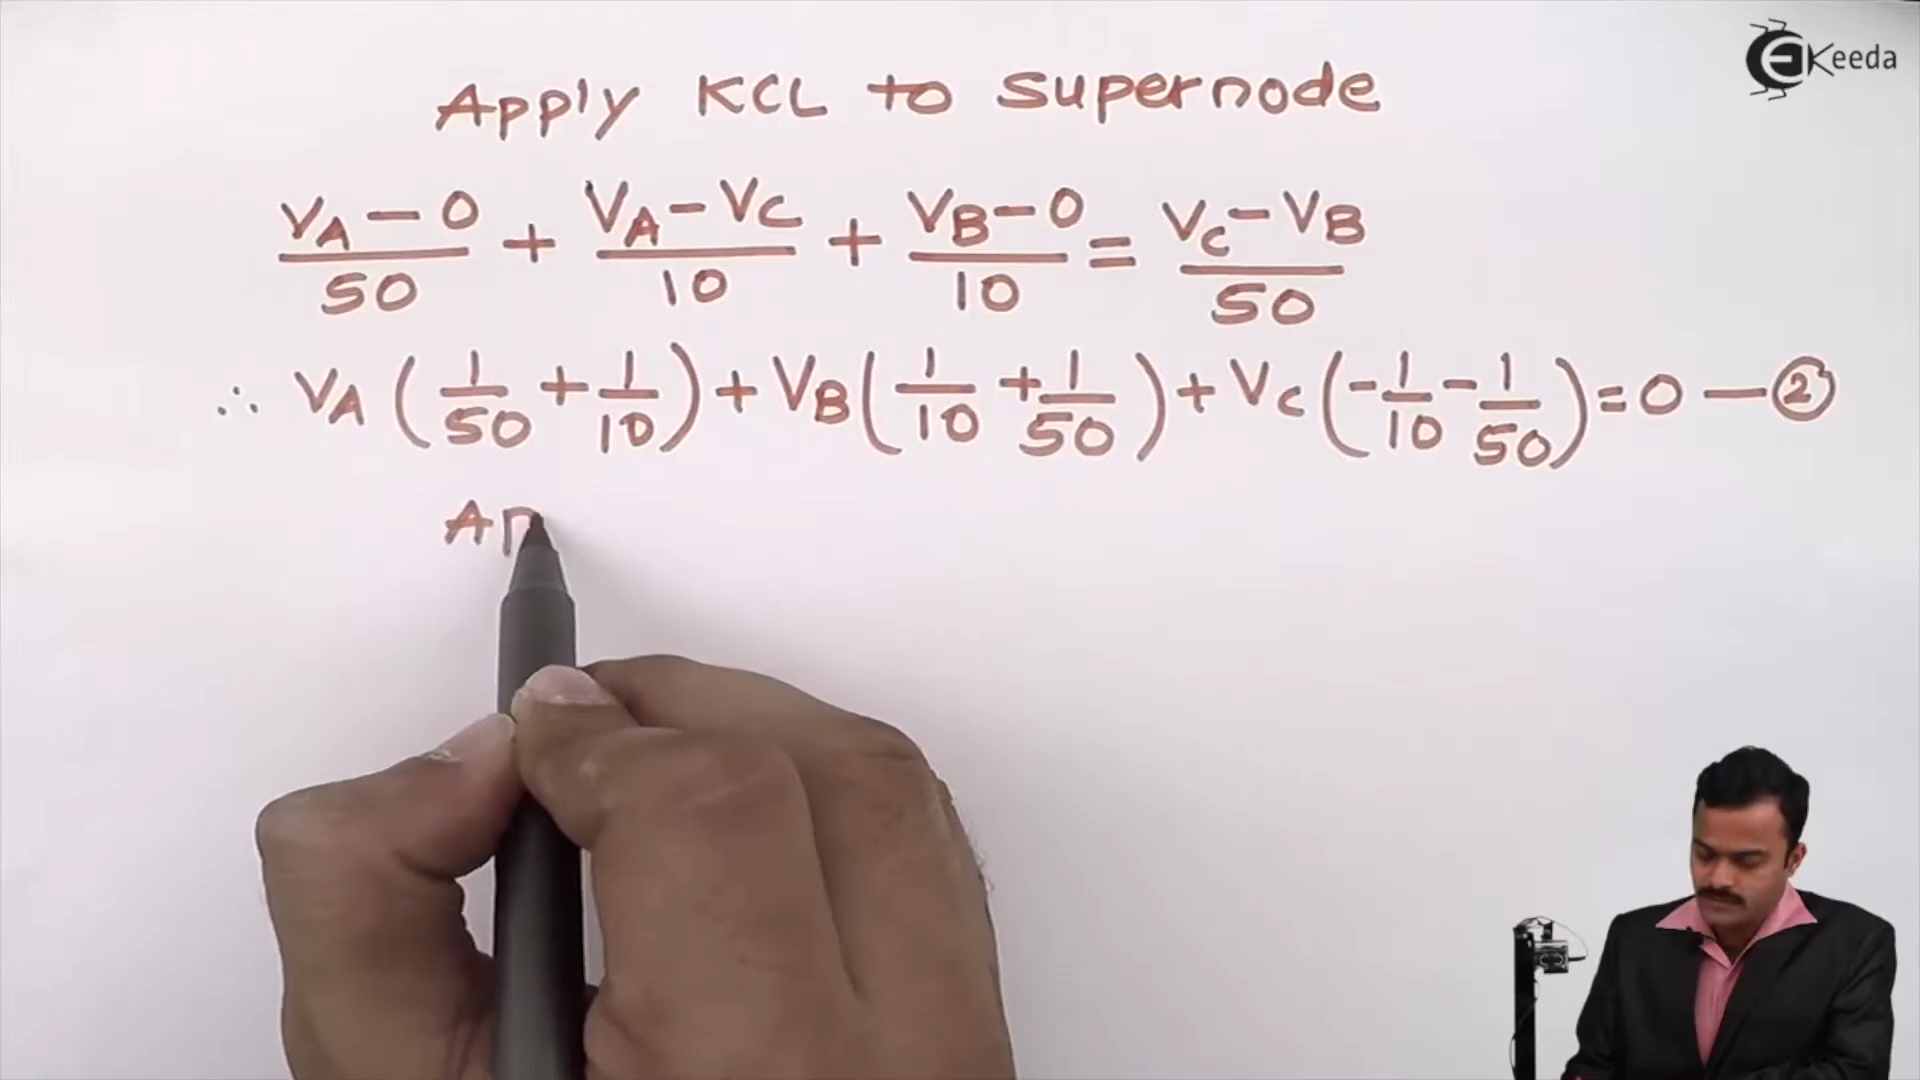 Keeda
Apply KCL to supernode
VA-0/50 + VA-VC/10 + VB-0/10 = VC-VB/50
∴ VA(1/50+1/10)+VB(1/10+1/50)+VC(-1/10-1/50)=0 — ②